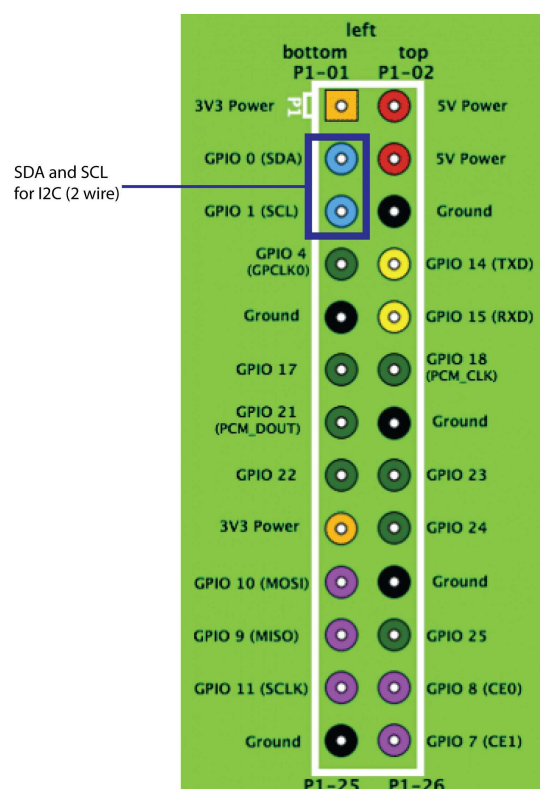 left
bottom top
P1-01 P1-02
3V3 Power P1 5V Power
GPIO 0 (SDA) 5V Power
SDA and SCL
for I2C (2 wire)
GPIO 1 (SCL) Ground
GPIO 4
(GPCLK0) GPIO 14 (TXD)
Ground GPIO 15 (RXD)
GPIO 17 GPIO 18
(PCM_CLK)
GPIO 21
(PCM_DOUT) Ground
GPIO 22 GPIO 23
3V3 Power GPIO 24
GPIO 10 (MOSI) Ground
GPIO 9 (MISO) GPIO 25
GPIO 11 (SCLK) GPIO 8 (CE0)
Ground GPIO 7 (CE1)
P1-25 P1-26